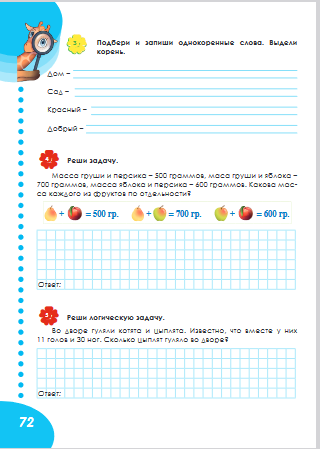 3. Подбери и запиши однокоренные слова. Выдели
корень.
Дом –
Сад –
Красный –
Добрый –
4. Реши задачу.
Масса груши и персика – 500 граммов, маса груши и яблока –
700 граммов, масса яблока и персика – 600 граммов. Какова мас-
са каждого из фруктов по отдельности?
+ = 500 гр. + = 700 гр. + = 600 гр.
Ответ:
5. Реши логическую задачу.
Во дворе гуляли котята и цыплята. Известно, что вместе у них
11 голов и 30 ног. Сколько цыплят гуляло во дворе?
Ответ:
72